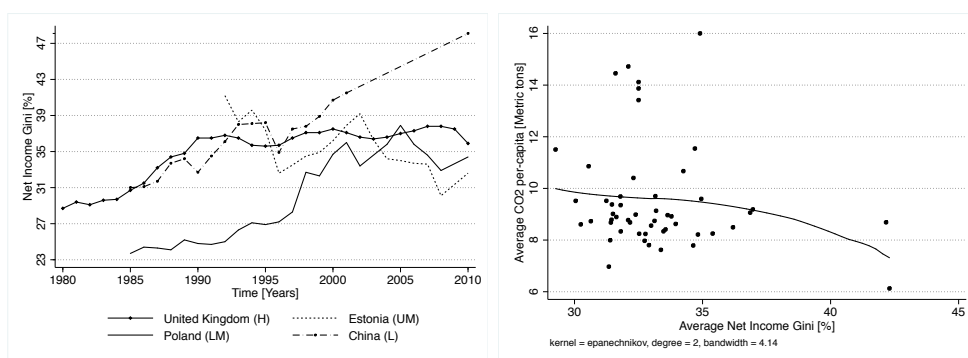 Net Income Gini [%]
47
43
39
35
31
27
23
1980 1985 1990 1995 2000 2005 2010
Time [Years]
United Kingdom (H) Estonia (UM)
Poland (LM) China (L)
Average CO2 per-capita [Metric tons]
16
14
12
10
8
6
30 35 40 45
Average Net Income Gini [%]
kernel = epanechnikov, degree = 2, bandwidth = 4.14